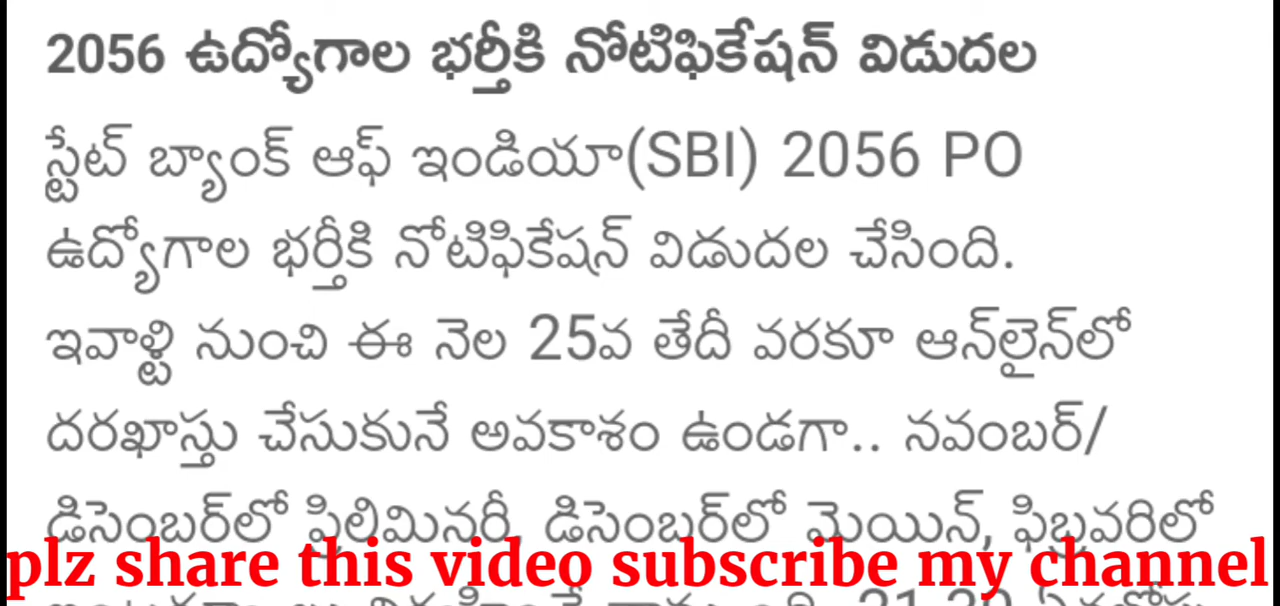 2056 ఉద్యోగాల భర్తీకి నోటిఫికేషన్ విడుదల
స్టేట్ బ్యాంక్ ఆఫ్ ఇండియా(SBI) 2056 PO
ఉద్యోగాల భర్తీకి నోటిఫికేషన్ విడుదల చేసింది.
ఇవాళ్టి నుంచి ఈ నెల 25వ తేదీ వరకూ ఆన్‌లైన్‌లో
దరఖాస్తు చేసుకునే అవకాశం ఉండగా.. నవంబర్/
డిసెంబర్‌లో ప్రిలిమినరీ, డిసెంబర్‌లో మెయిన్, ఫిబ్రవరిలో
plz share this video subscribe my channel